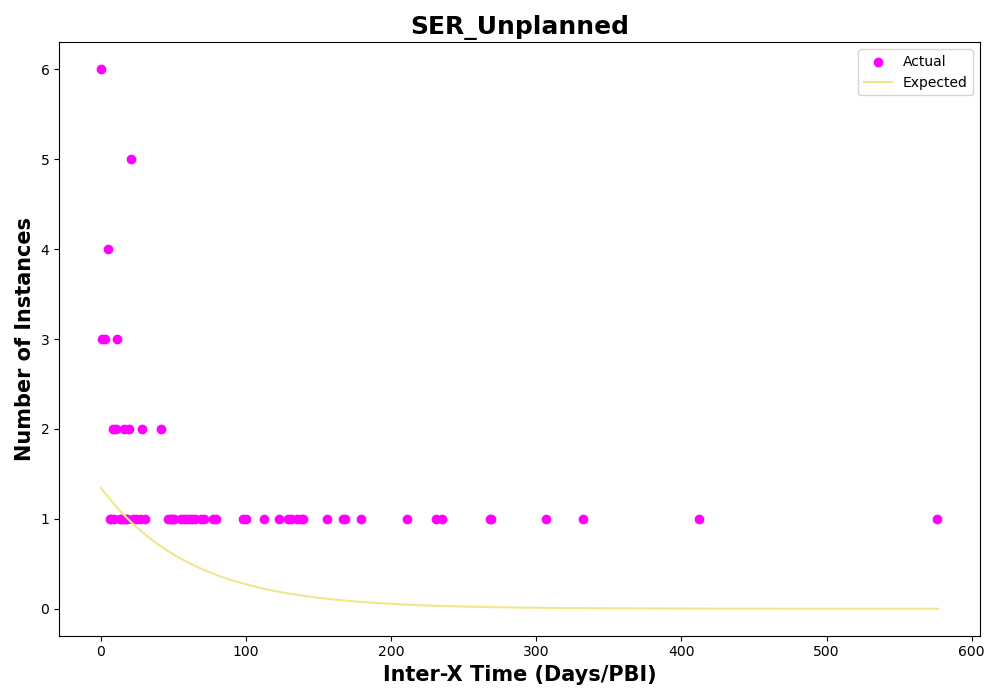 SER_Unplanned
Actual
Expected
Number of Instances
6
5
4
3
2
1
0
0 100 200 300 400 500 600
Inter-X Time (Days/PBI)